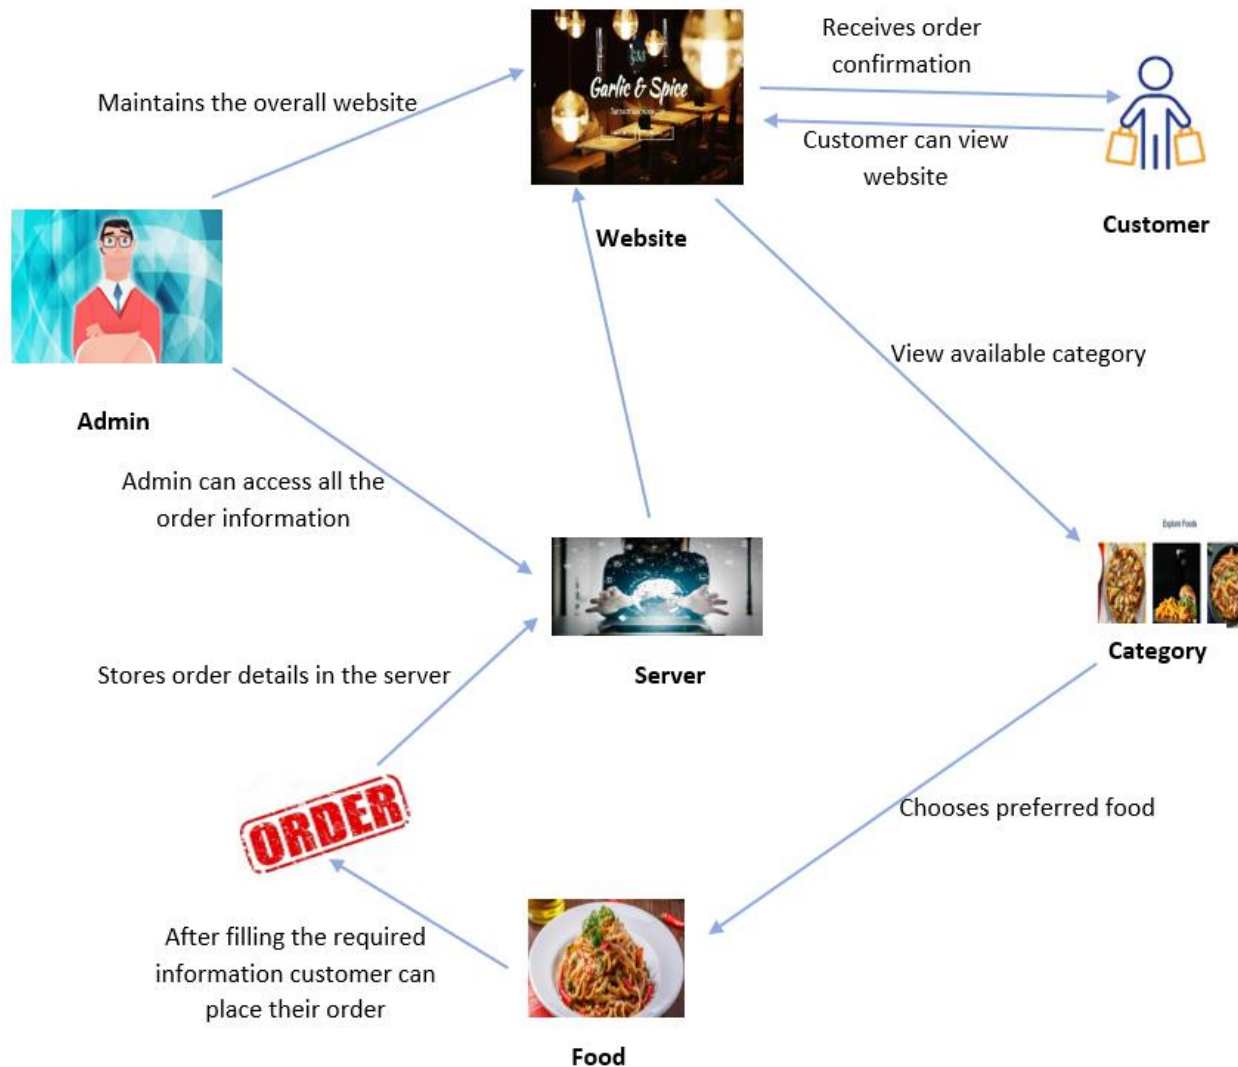 Receives order
confirmation
Maintains the overall website
Garlic & Spice
Customer can view
website
Website
Customer
View available category
Admin
Admin can access all the
order information
Explore Foods
Server
Category
Stores order details in the server
ORDER
Chooses preferred food
After filling the required
information customer can
place their order
Food